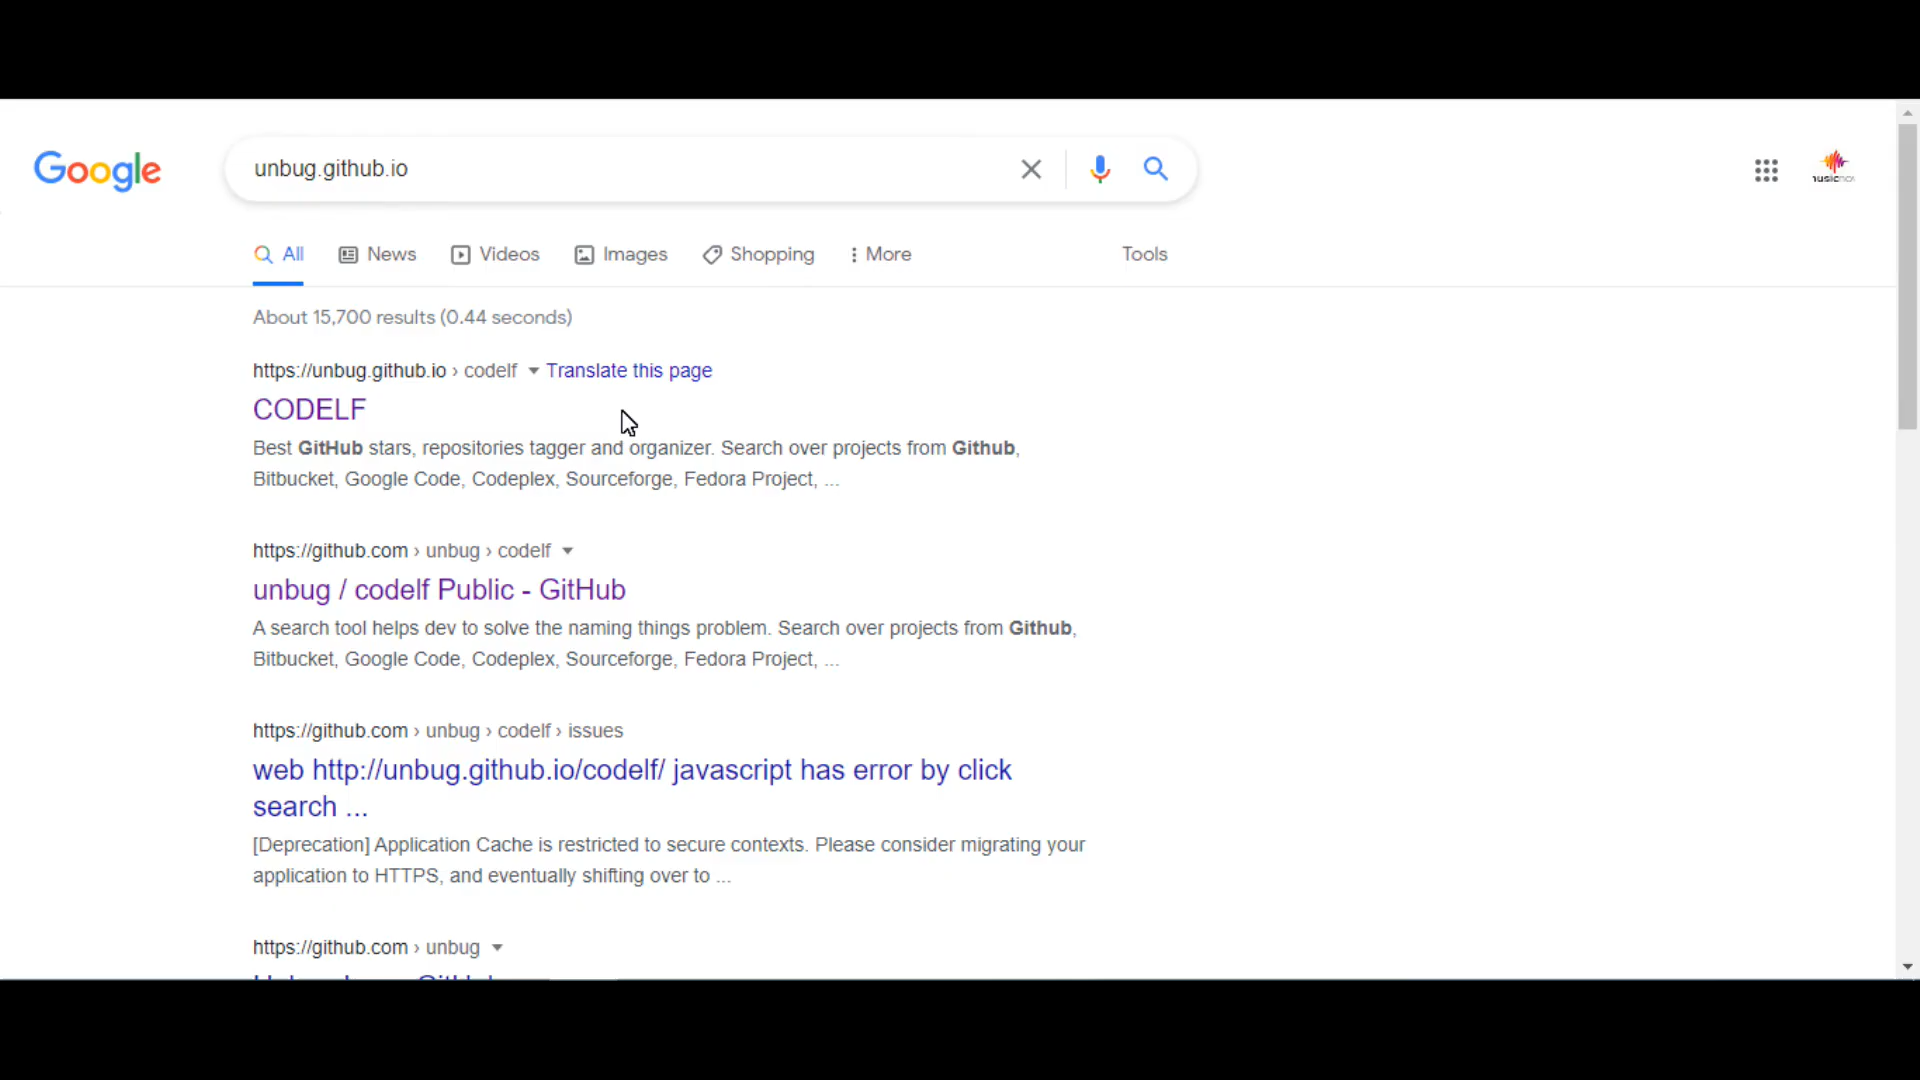 Google
unbug.github.io
All News Videos Images Shopping More Tools
About 15,700 results (0.44 seconds)
https://unbug.github.io › codelf Translate this page
CODELF
Best GitHub stars, repositories tagger and organizer. Search over projects from Github,
Bitbucket, Google Code, Codeplex, Sourceforge, Fedora Project, ...
https://github.com › unbug › codelf
unbug / codelf Public - GitHub
A search tool helps dev to solve the naming things problem. Search over projects from Github,
Bitbucket, Google Code, Codeplex, Sourceforge, Fedora Project, ...
https://github.com › unbug › codelf › issues
web http://unbug.github.io/codelf/ javascript has error by click
search ...
[Deprecation] Application Cache is restricted to secure contexts. Please consider migrating your
application to HTTPS, and eventually shifting over to ...
https://github.com › unbug